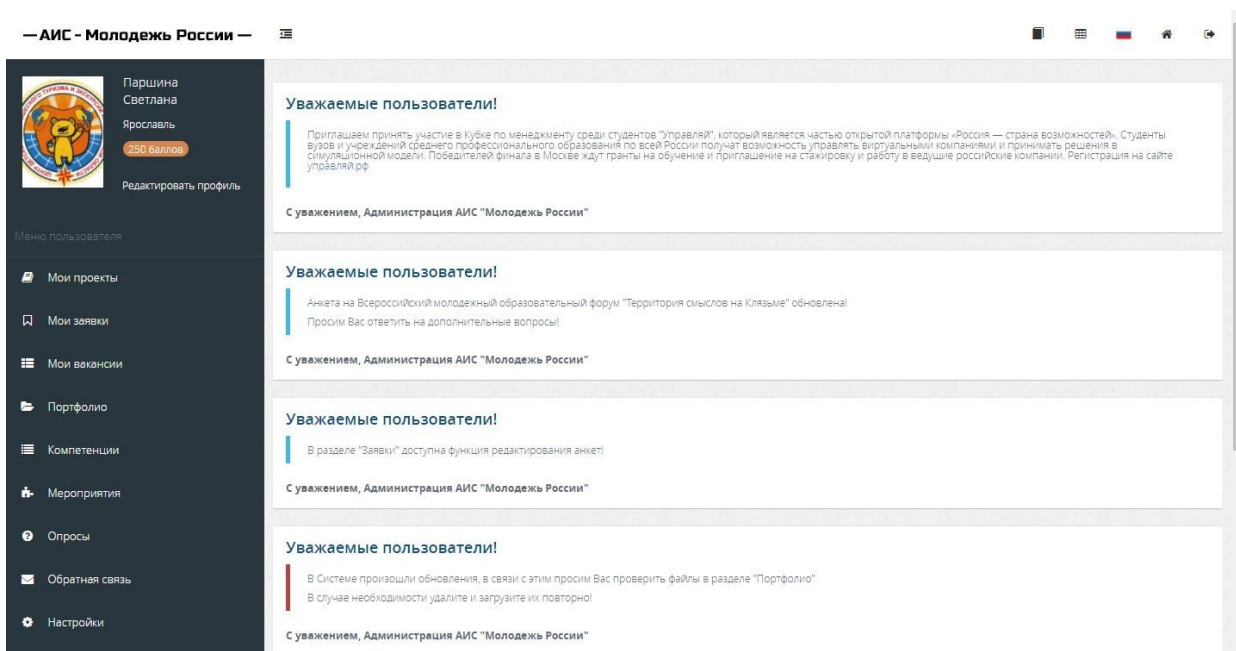 — АИС - Молодежь России —
Паршина
Светлана
Ярославль
250 баллов
Редактировать профиль
Меню пользователя
Мои проекты
Мои заявки
Мои вакансии
Портфолио
Компетенции
Мероприятия
Опросы
Обратная связь
Настройки
Уважаемые пользователи!
Приглашаем принять участие в Кубке по менеджменту среди студентов "Управляй", который является частью открытой платформы «Россия — страна возможностей». Студенты
вузов и учреждений среднего профессионального образования по всей России получат возможность управлять виртуальными компаниями и принимать решения в
симуляционной модели. Победителей финала в Москве ждут гранты на обучение и приглашение на стажировку и работу в ведущие российские компании. Регистрация на сайте
управляй.рф
С уважением, Администрация АИС "Молодежь России"
Уважаемые пользователи!
Анкета на Всероссийский молодежный образовательный форум "Территория смыслов на Клязьме" обновлена!
Просим Вас ответить на дополнительные вопросы!
С уважением, Администрация АИС "Молодежь России"
Уважаемые пользователи!
В разделе "Заявки" доступна функция редактирования анкет!
С уважением, Администрация АИС "Молодежь России"
Уважаемые пользователи!
В Системе произошли обновления, в связи с этим просим Вас проверить файлы в разделе "Портфолио"
В случае необходимости удалите и загрузите их повторно!
С уважением, Администрация АИС "Молодежь России"